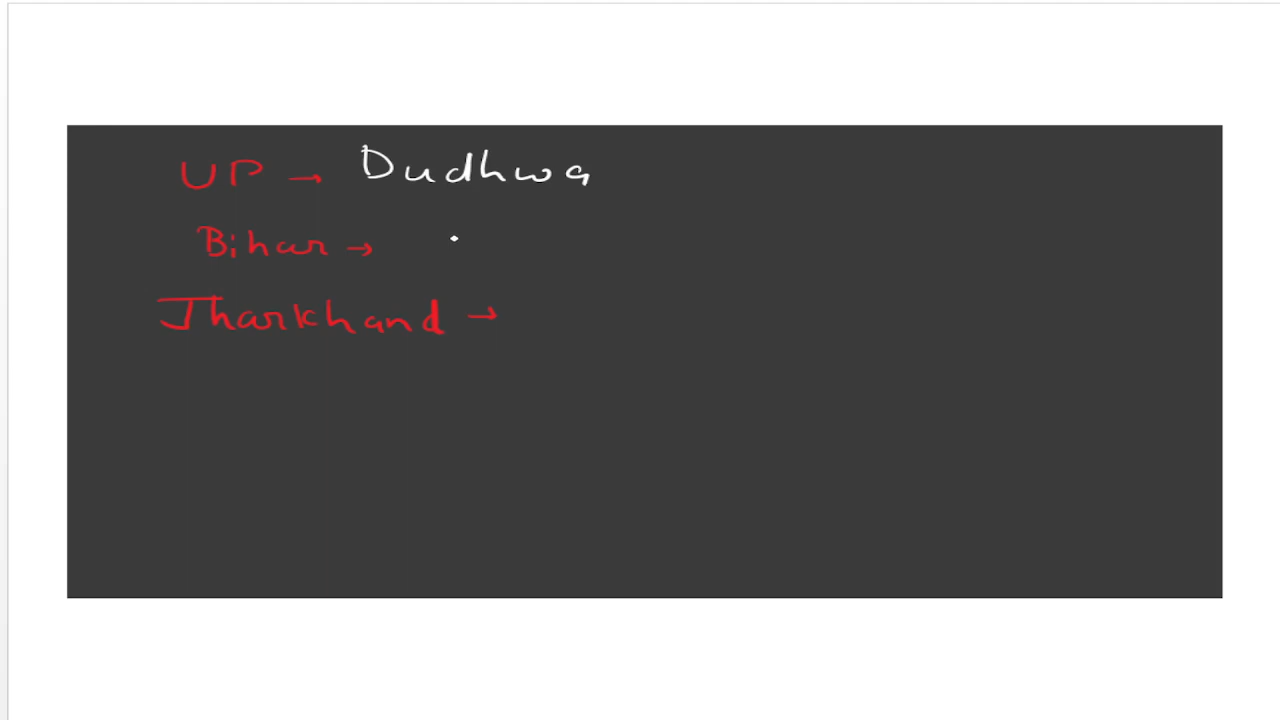 UP → Dudhwa
Bihar →
Jharkhand →